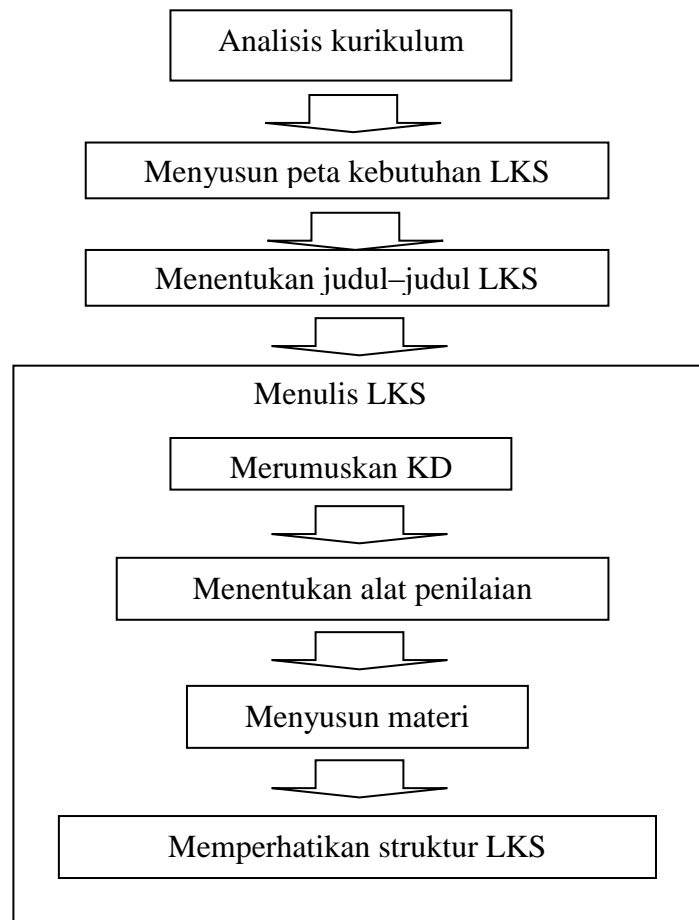 Analisis kurikulum
Menyusun peta kebutuhan LKS
Menentukan judul–judul LKS
Menulis LKS
Merumuskan KD
Menentukan alat penilaian
Menyusun materi
Memperhatikan struktur LKS